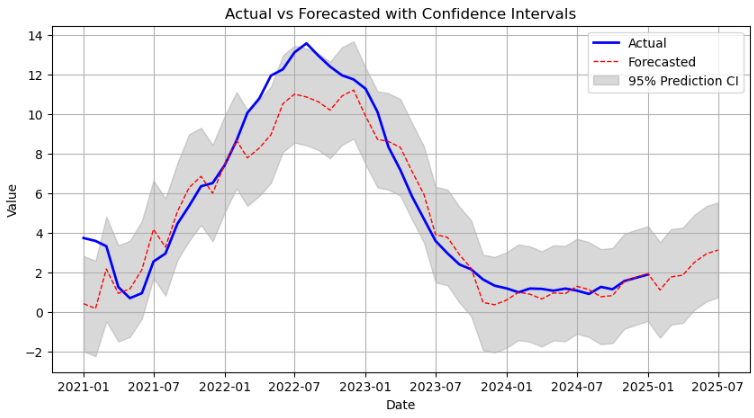 Actual vs Forecasted with Confidence Intervals
Actual
Forecasted
95% Prediction CI
Value
14
12
10
8
6
4
2
0
−2
2021-01 2021-07 2022-01 2022-07 2023-01 2023-07 2024-01 2024-07 2025-01 2025-07
Date